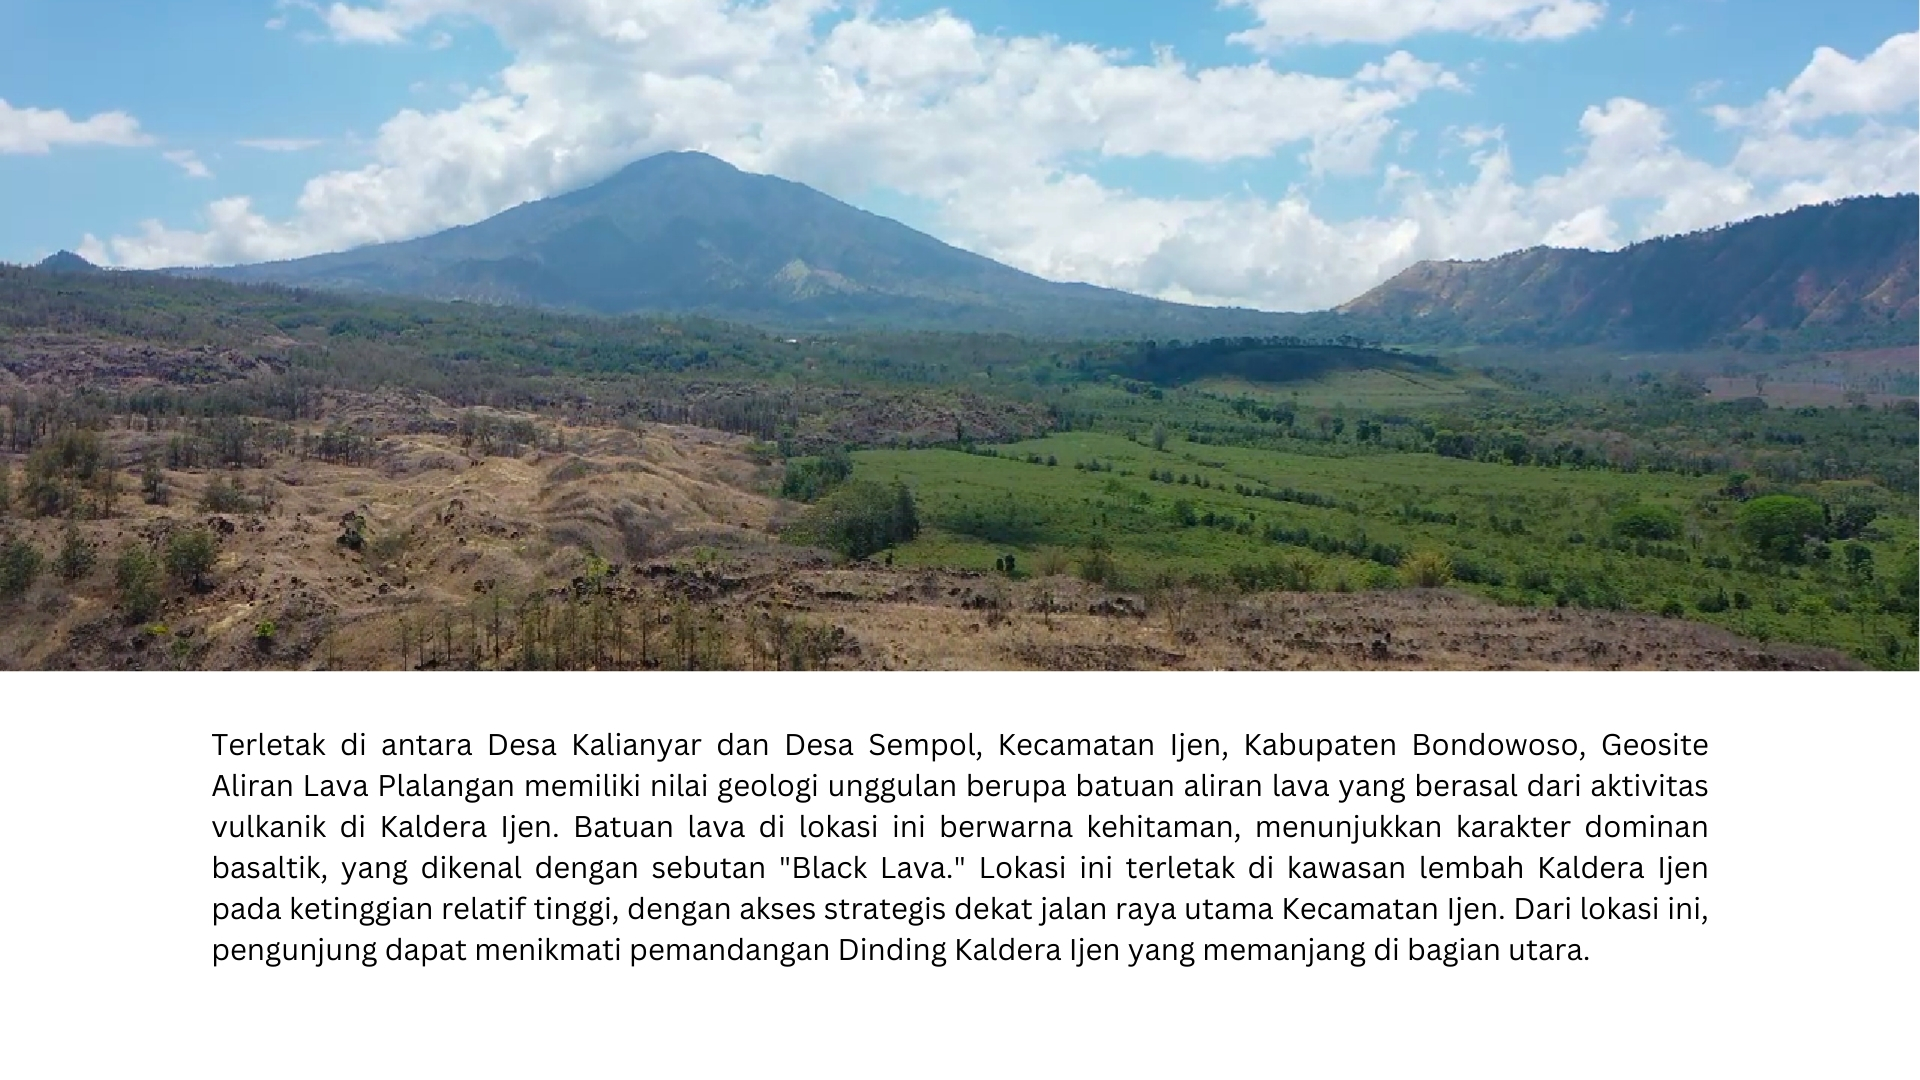 Terletak di antara Desa Kalianyar dan Desa Sempol, Kecamatan Ijen, Kabupaten Bondowoso, Geosite
Aliran Lava Plalangan memiliki nilai geologi unggulan berupa batuan aliran lava yang berasal dari aktivitas
vulkanik di Kaldera Ijen. Batuan lava di lokasi ini berwarna kehitaman, menunjukkan karakter dominan
basaltik, yang dikenal dengan sebutan "Black Lava." Lokasi ini terletak di kawasan lembah Kaldera Ijen
pada ketinggian relatif tinggi, dengan akses strategis dekat jalan raya utama Kecamatan Ijen. Dari lokasi ini,
pengunjung dapat menikmati pemandangan Dinding Kaldera Ijen yang memanjang di bagian utara.